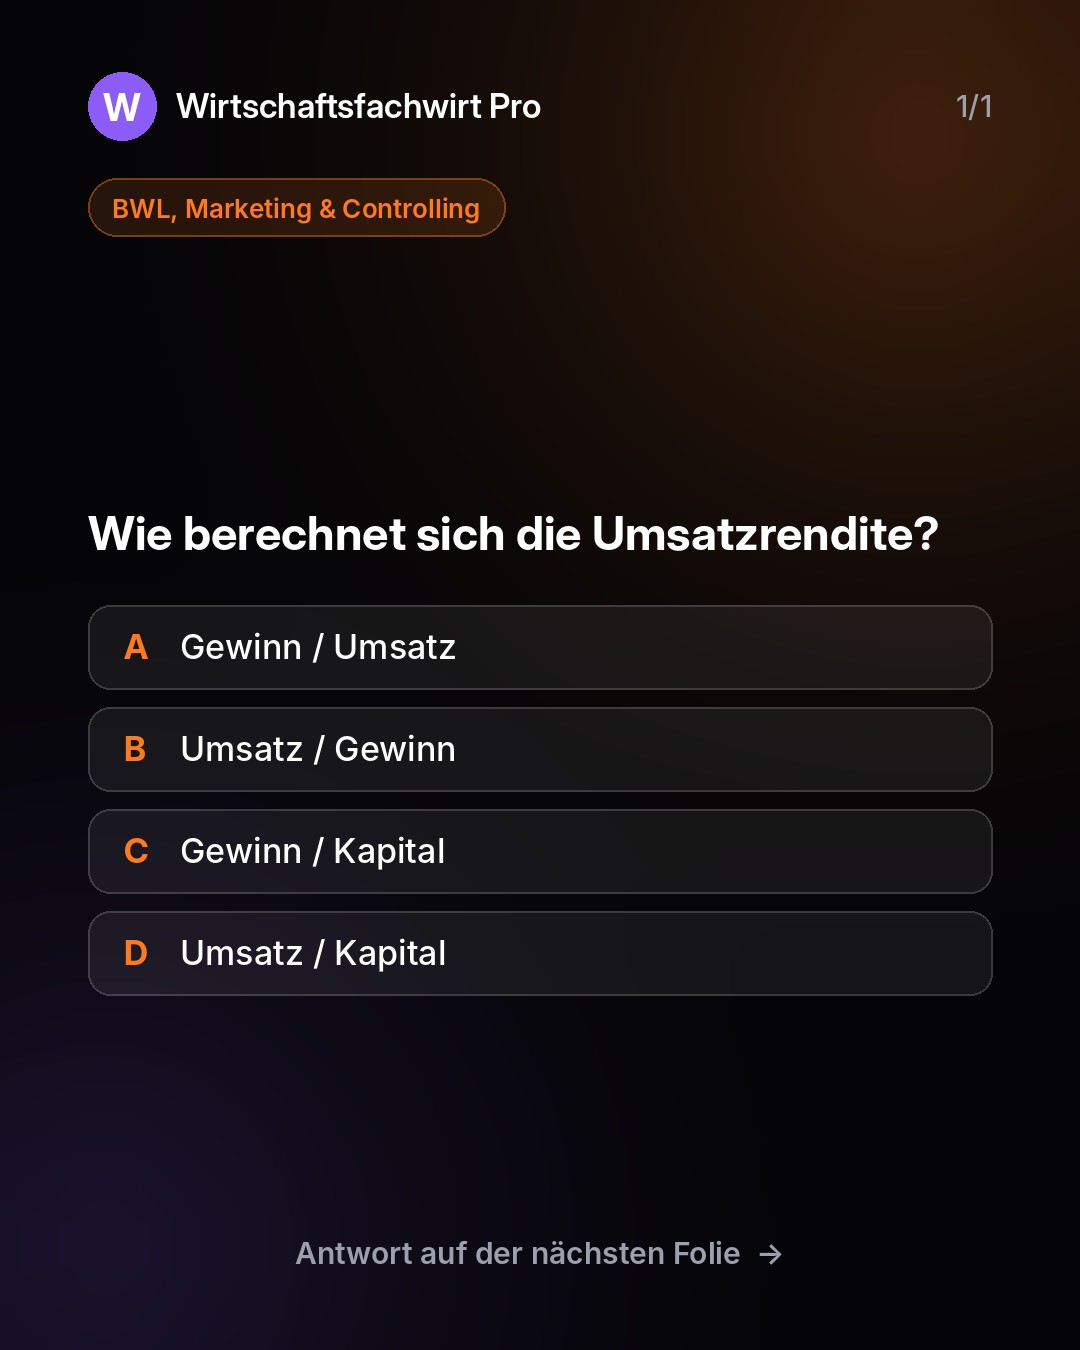 W Wirtschaftsfachwirt Pro 1/1
BWL, Marketing & Controlling
Wie berechnet sich die Umsatzrendite?
A Gewinn / Umsatz
B Umsatz / Gewinn
C Gewinn / Kapital
D Umsatz / Kapital
Antwort auf der nächsten Folie →